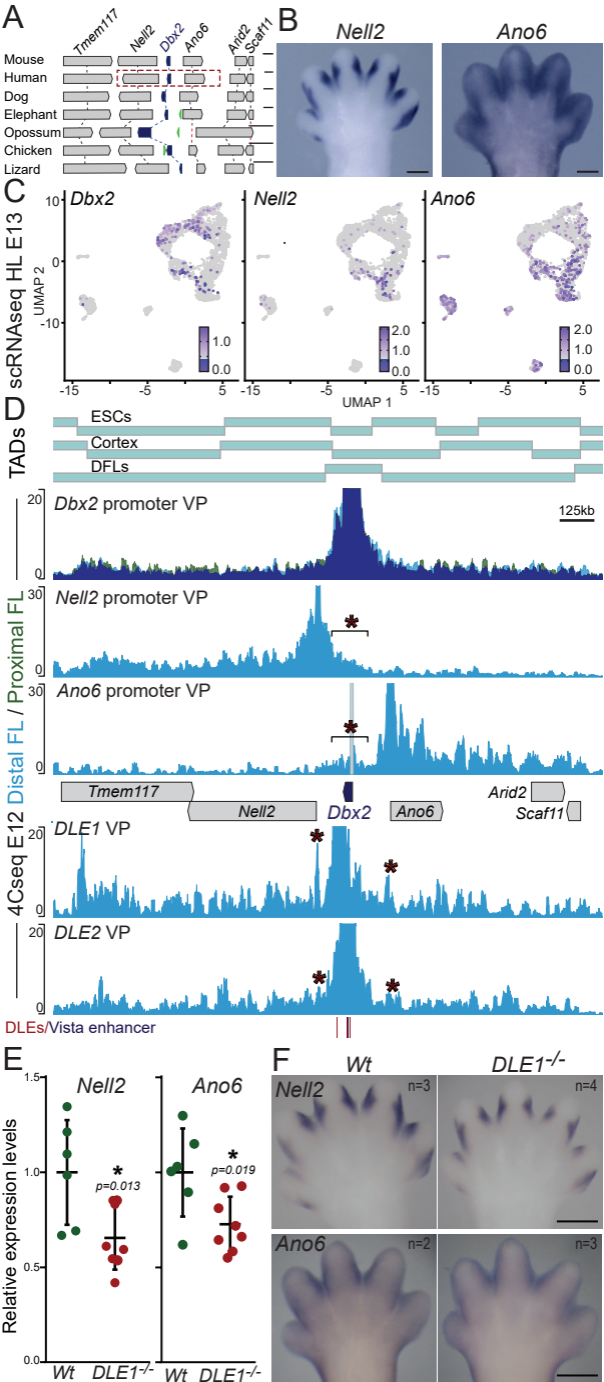 A
Tmem117 Nell2 Dbx2 Ano6 Arid2 Scaf11
Mouse
Human
Dog
Elephant
Opossum
Chicken
Lizard
B
Nell2 Ano6
C
scRNAseq HL E13
Dbx2 Nell2 Ano6
10
0
-10
UMAP 2
1.0
0.0
2.0
1.0
0.0
2.0
1.0
0.0
-15 -5 5 -15 -5 5 -15 -5 5
UMAP 1
D
TADs
ESCs
Cortex
DFLs
4Cseq E12 Distal FL / Proximal FL
20
Dbx2 promoter VP
125kb
0
30
Nell2 promoter VP
*
0
30
Ano6 promoter VP
*
0
Tmem117 Nell2 Dbx2 Ano6 Arid2 Scaf11
20
DLE1 VP
* *
0
20
DLE2 VP
* *
0
DLEs/Vista enhancer
E
Relative expression levels
1.5
1.0
0.5
0.0
Nell2 Ano6
*
p=0.013
*
p=0.019
Wt DLE1-/- Wt DLE1-/-
F
Wt DLE1-/-
Nell2 n=3 n=4
Ano6 n=2 n=3